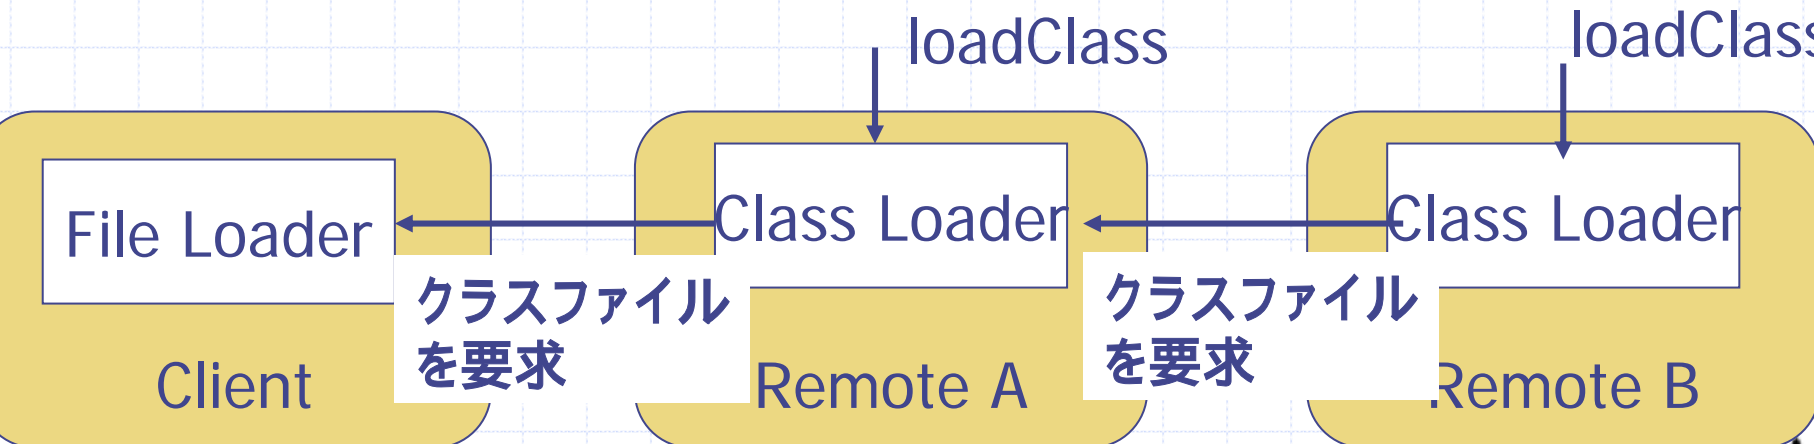 loadClass
loadClass
File Loader
Class Loader
Class Loader
クラスファイル
を要求
クラスファイル
を要求
Client
Remote A
Remote B